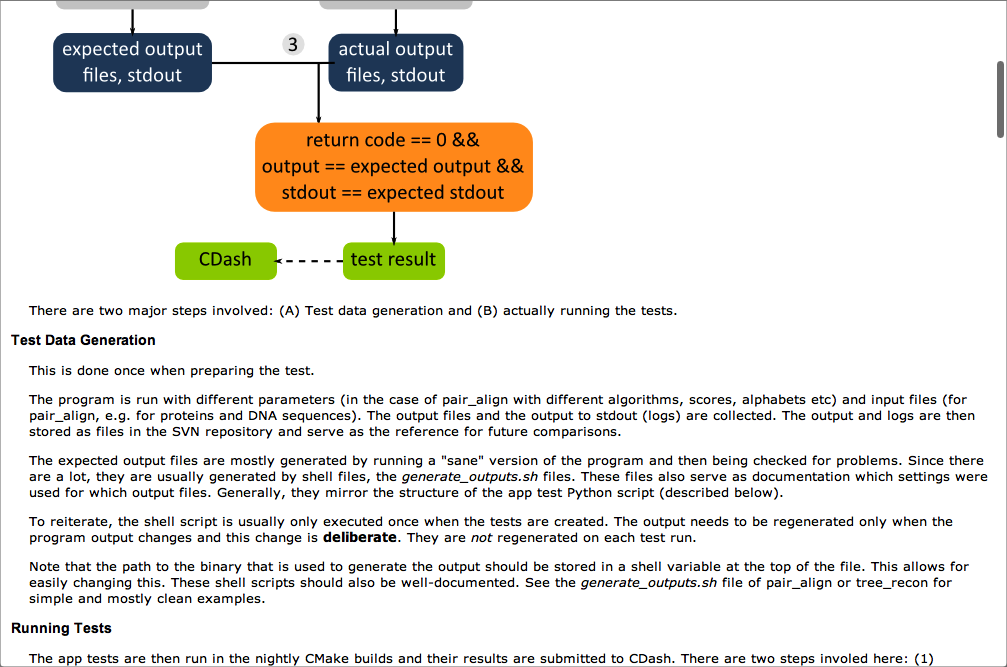 expected output
files, stdout
3
actual output
files, stdout
return code == 0 &&
output == expected output &&
stdout == expected stdout
CDash
test result
There are two major steps involved: (A) Test data generation and (B) actually running the tests.
Test Data Generation
This is done once when preparing the test.
The program is run with different parameters (in the case of pair_align with different algorithms, scores, alphabets etc) and input files (for
pair_align, e.g. for proteins and DNA sequences). The output files and the output to stdout (logs) are collected. The output and logs are then
stored as files in the SVN repository and serve as the reference for future comparisons.
The expected output files are mostly generated by running a "sane" version of the program and then being checked for problems. Since there
are a lot, they are usually generated by shell files, the generate_outputs.sh files. These files also serve as documentation which settings were
used for which output files. Generally, they mirror the structure of the app test Python script (described below).
To reiterate, the shell script is usually only executed once when the tests are created. The output needs to be regenerated only when the
program output changes and this change is deliberate. They are not regenerated on each test run.
Note that the path to the binary that is used to generate the output should be stored in a shell variable at the top of the file. This allows for
easily changing this. These shell scripts should also be well-documented. See the generate_outputs.sh file of pair_align or tree_recon for
simple and mostly clean examples.
Running Tests
The app tests are then run in the nightly CMake builds and their results are submitted to CDash. There are two steps involed here: (1)